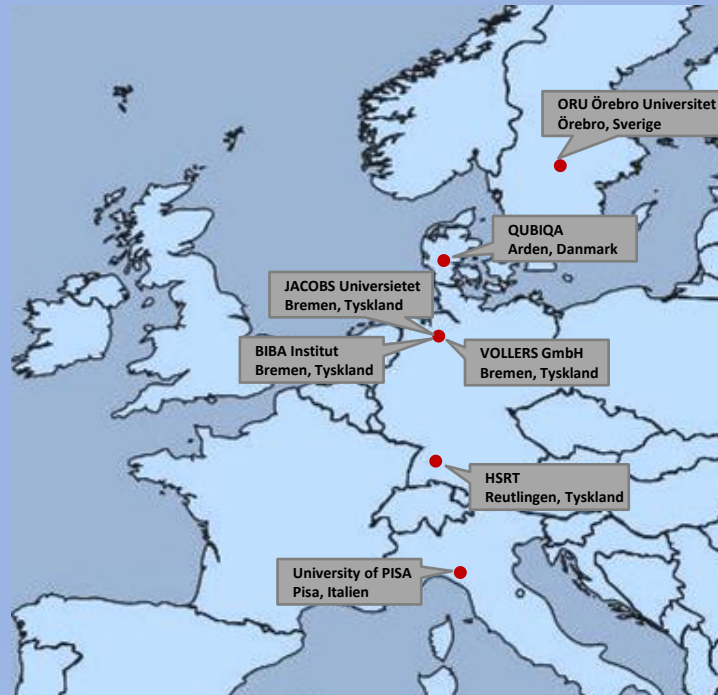 ORU Örebro Universitet
Örebro, Sverige
QUBIQA
Arden, Danmark
JACOBS Universietet
Bremen, Tyskland
BIBA Institut
Bremen, Tyskland
VOLLERS GmbH
Bremen, Tyskland
HSRT
Reutlingen, Tyskland
University of PISA
Pisa, Italien